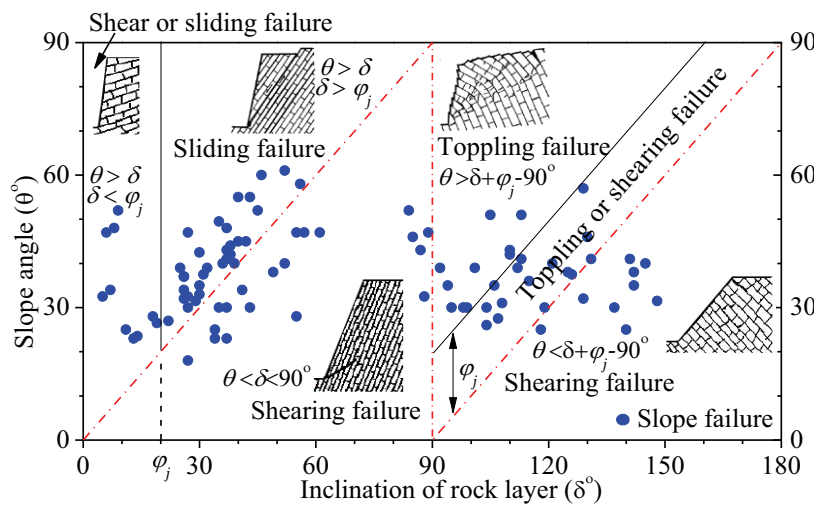 Shear or sliding failure
90
90
θ > δ
δ > φj
Sliding failure
Toppling failure
θ>δ+φj-90°
Toppling or shearing failure
60
60
θ > δ
δ < φj
Slope angle (θ°)
30
30
φj
θ <δ<90°
Shearing failure
θ<δ+φj-90°
Shearing failure
Slope failure
0
0
0
φj
30
60
90
120
150
180
Inclination of rock layer (δ°)